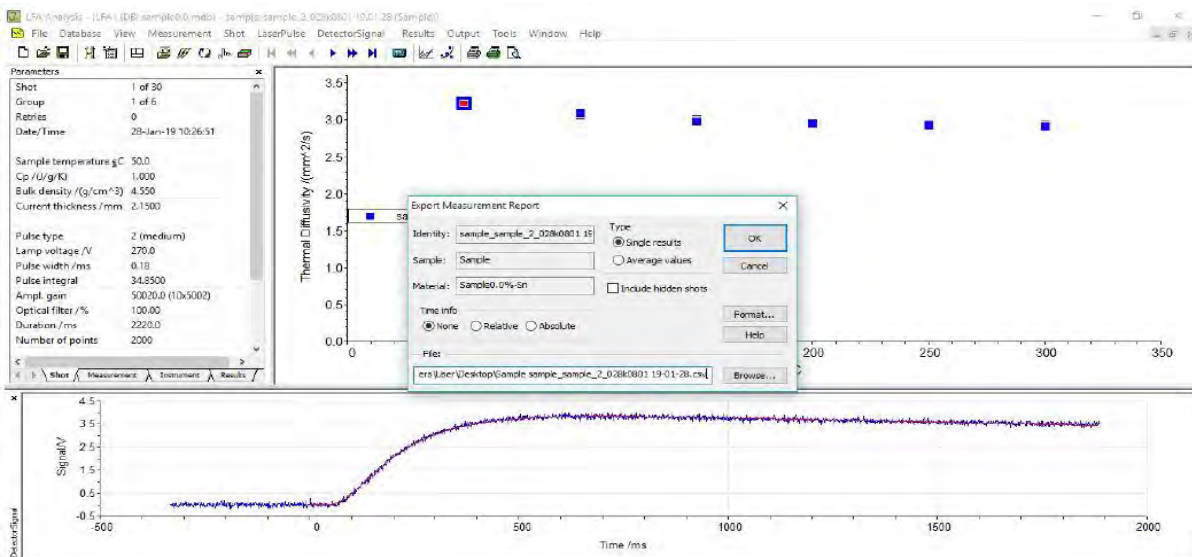 LFA Analysis - [LFA1 (DB: sample0.0.mdb) - sample: sample_2_028k0801 19-01-28 (Sample)]
File Database View Measurement Shot LaserPulse DetectorSignal Results Output Tools Window Help
Parameters
Shot 1 of 30
Group 1 of 6
Retries 0
Date/Time 28-Jan-19 10:26:51
Sample temperature 50.0
Cp /(J/g/K) 1.000
Bulk density /(g/cm^3) 4.550
Current thickness /mm 2.1500
Pulse type 2 (medium)
Lamp voltage /V 270.0
Pulse width /ms 0.18
Pulse integral 34.8500
Ampl. gain 50020.0 (10x5002)
Optical filter /% 100.00
Duration /ms 2220.0
Number of points 2000
Shot Measurement Instrument Results
Thermal Diffusivity /(mm^2/s)
3.5
3.0
2.5
2.0
1.5
1.0
0.5
0.0
0 200 250 300 350
sa
Export Measurement Report
Identity: sample_sample_2_028k0801 19
Sample: Sample
Material: Sample0.0%-Sn
Type
Single results
Average values
Include hidden shots
Time info
None Relative Absolute
File:
ers\User\Desktop\Sample sample_sample_2_028k0801 19-01-28.csv
OK
Cancel
Format...
Help
Browse...
DetectorSignal
Signal/V
4.5
3.5
2.5
1.5
0.5
-0.5
-500 0 500 1000 1500 2000
Time /ms